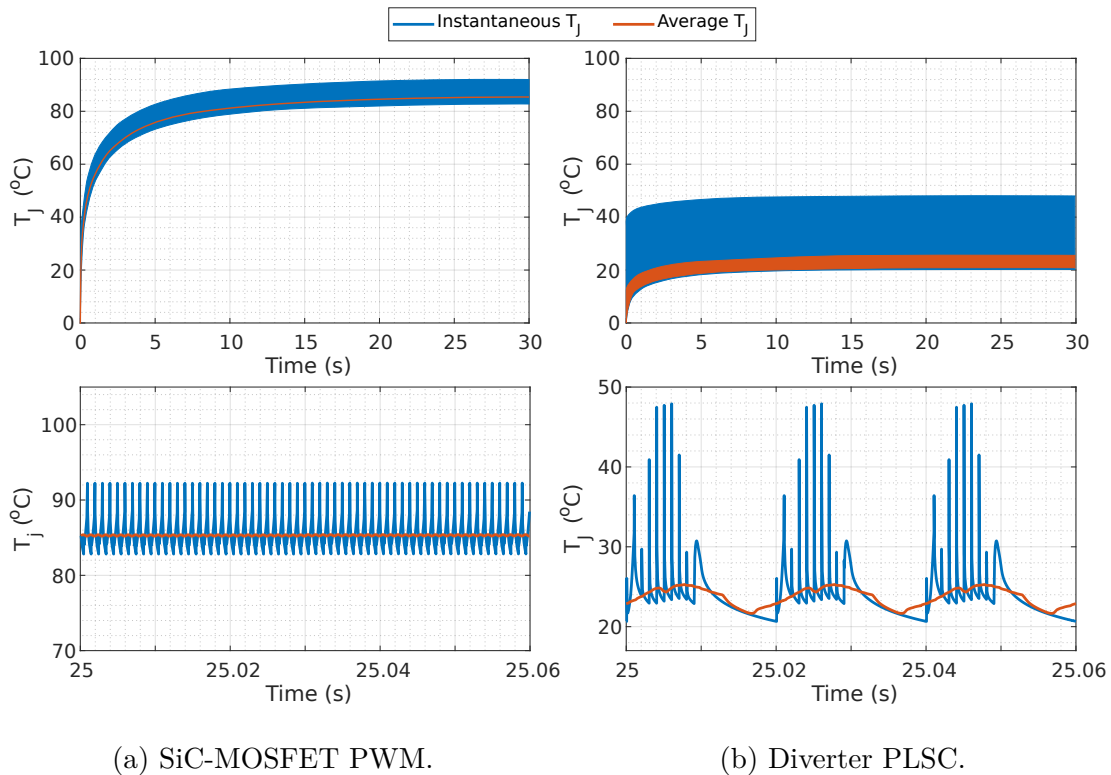 Instantaneous T_J Average T_J
100
80
60
40
20
0
T_J (°C)
0 5 10 15 20 25 30
Time (s)
100
80
60
40
20
0
T_J (°C)
0 5 10 15 20 25 30
Time (s)
100
90
80
70
T_j (°C)
25 25.02 25.04 25.06
Time (s)
50
40
30
20
T_J (°C)
25 25.02 25.04 25.06
Time (s)
(a) SiC-MOSFET PWM.
(b) Diverter PLSC.